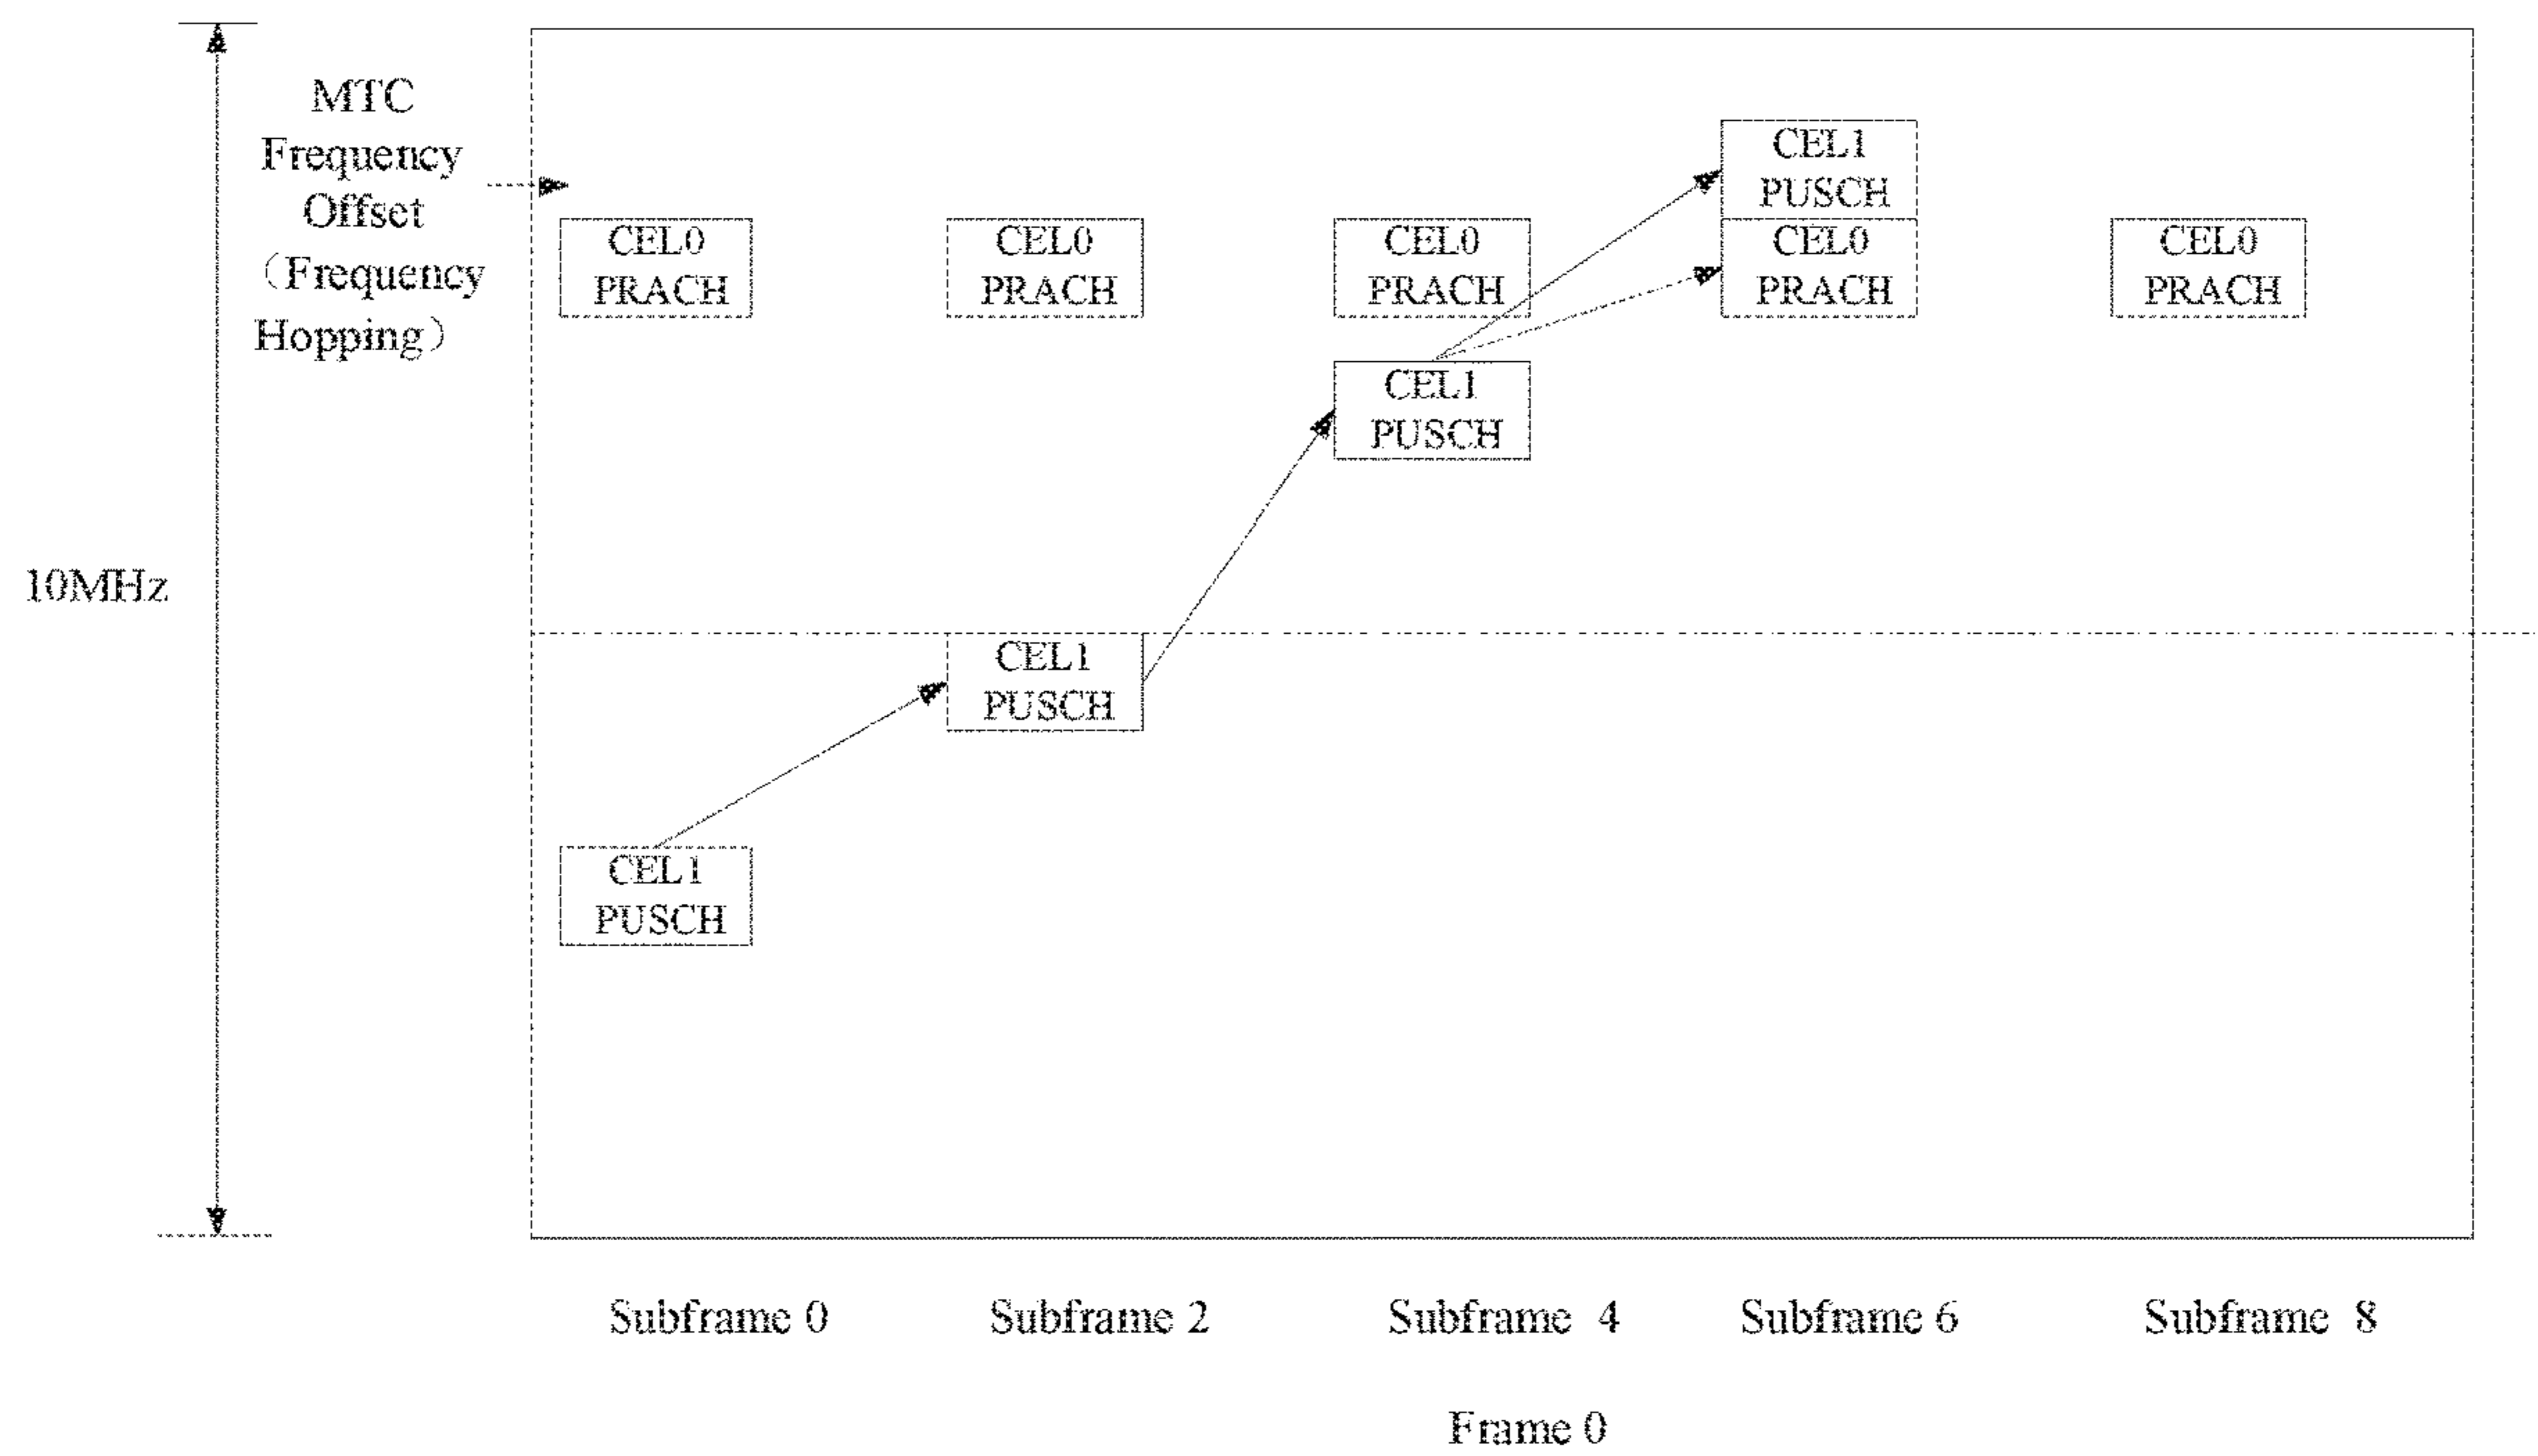 MTC
Frequency
Offset
（Frequency
Hopping）
10MHz
CEL1
PUSCH
CEL0
PRACH
CEL0
PRACH
CEL0
PRACH
CEL0
PRACH
CEL0
PRACH
CEL1
PUSCH
CEL1
PUSCH
CEL1
PUSCH
Subframe 0
Subframe 2
Subframe 4
Subframe 6
Subframe 8
Frame 0